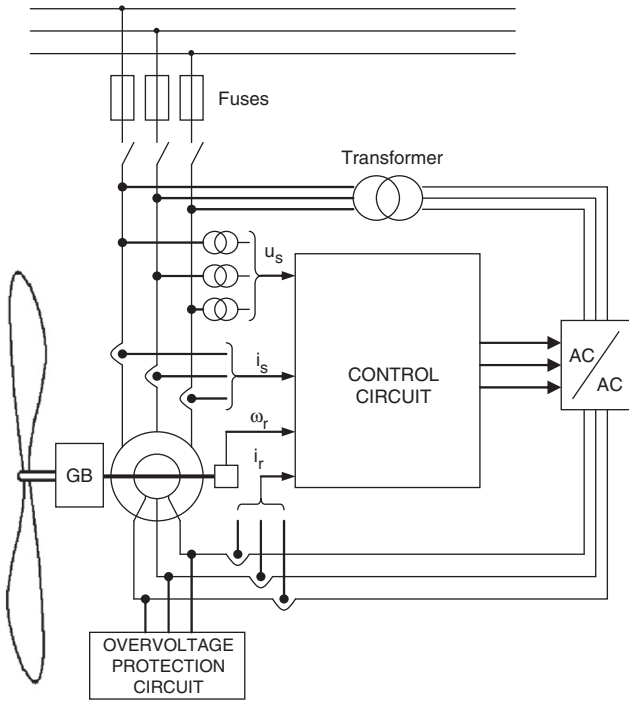 Fuses
Transformer
u_s
i_s
CONTROL
CIRCUIT
AC
AC
ω_r
i_r
GB
OVERVOLTAGE
PROTECTION
CIRCUIT